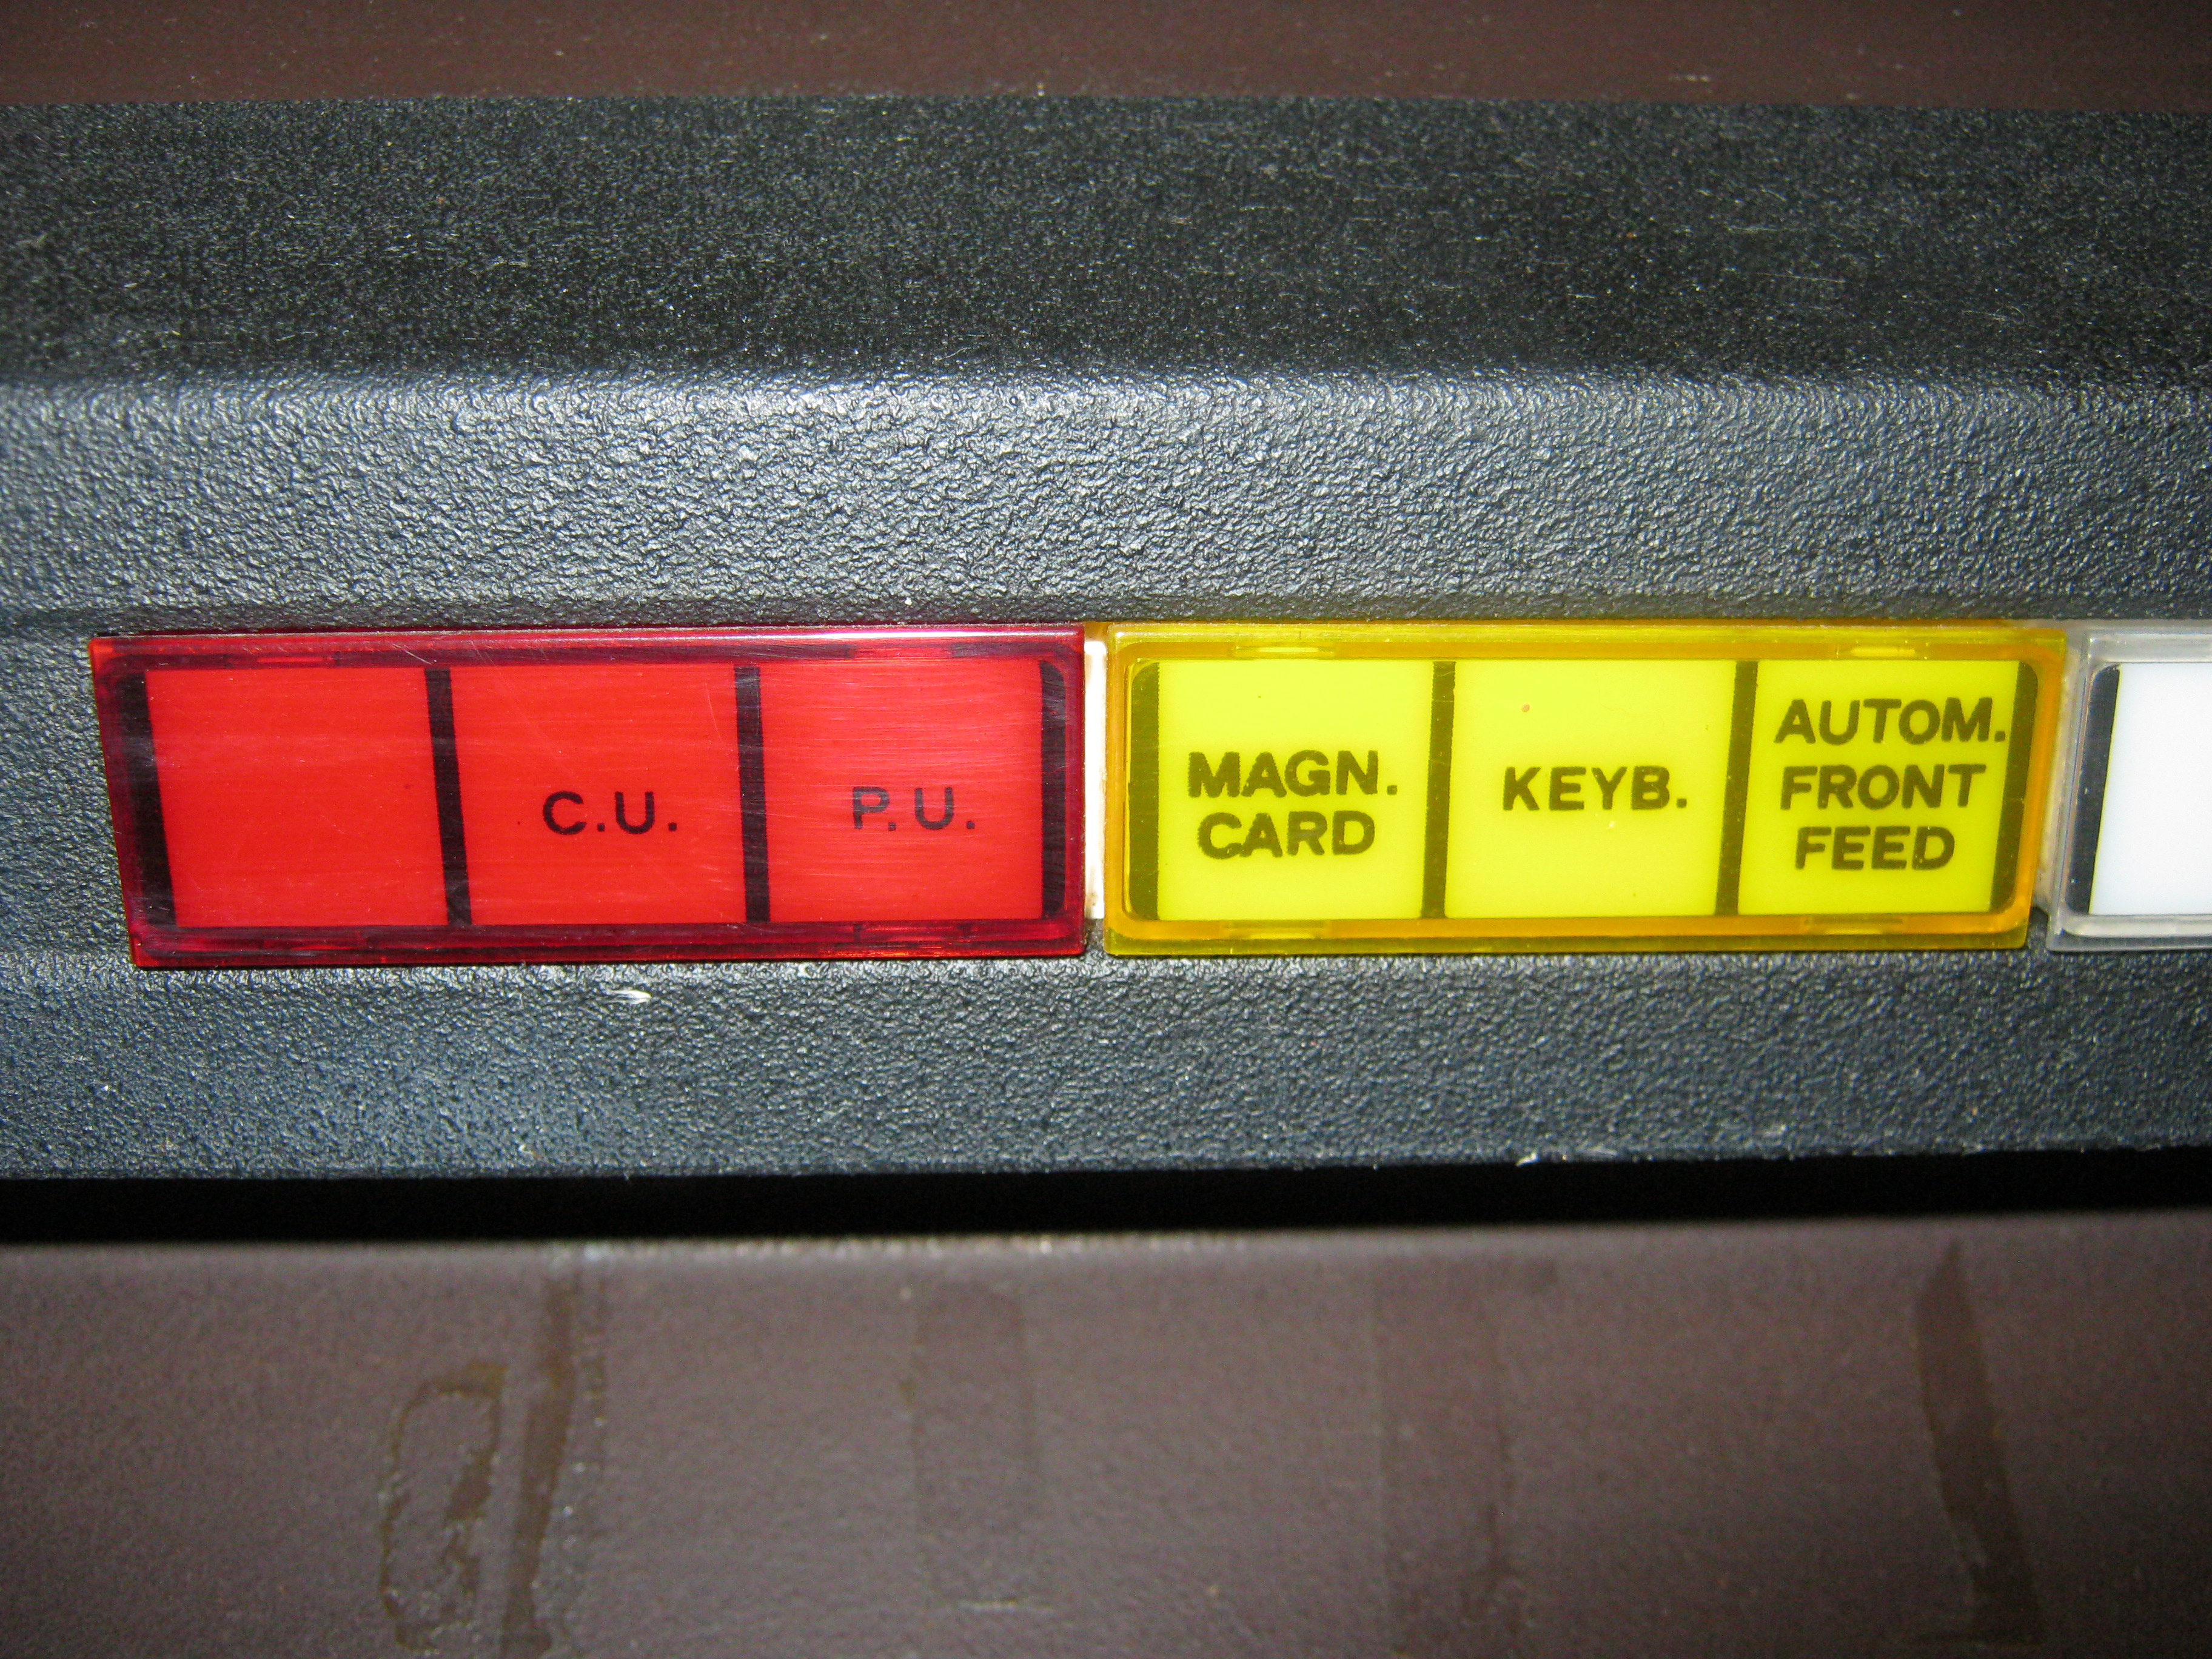 C.U.
P.U.
MAGN.
CARD
KEYB.
AUTOM.
FRONT
FEED